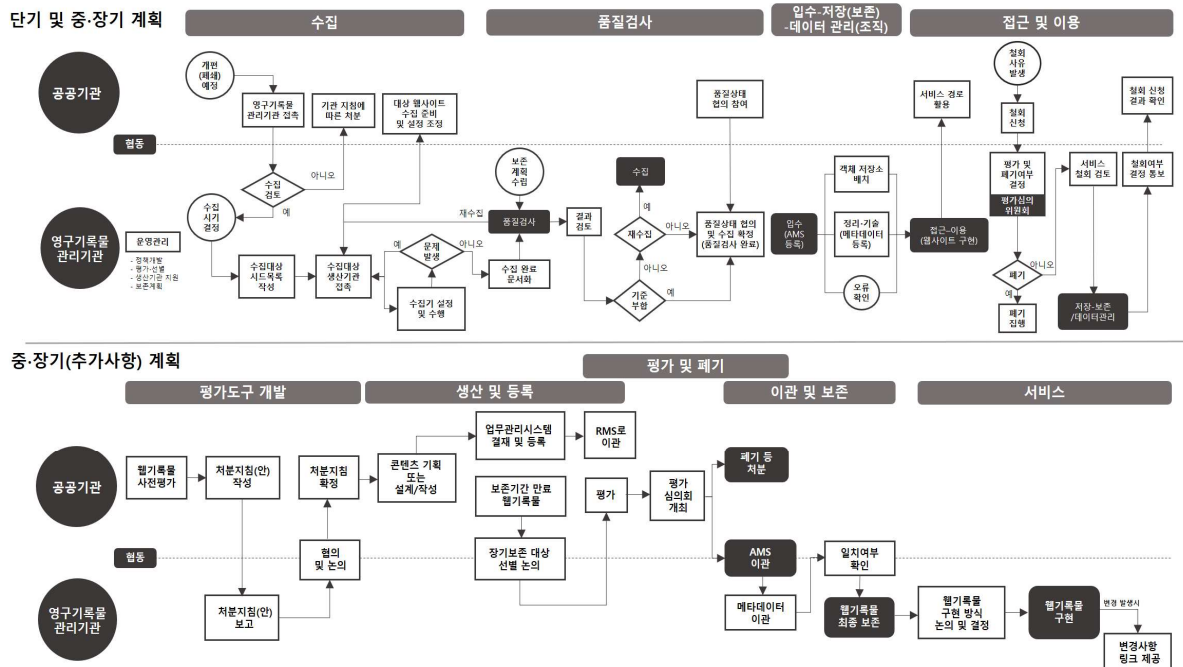 단기 및 중·장기 계획
수집
품질검사
입수-저장(보존)
-데이터 관리(조직)
접근 및 이용
공공기관
협동
영구기록물
관리기관
운영관리
- 정책개발
- 평가·선별
- 생산기관 지원
- 보존계획
개편
(폐쇄)
예정
영구기록물
관리기관 접촉
기관 지침에
따른 처분
대상 웹사이트
수집 준비
및 설정 조정
수집
검토
아니오
예
수집
시기
결정
수집대상
시드목록
작성
수집대상
생산기관
접촉
예
문제
발생
아니오
수집기 설정
및 수행
재수집
보존
계획
수립
품질검사
수집 완료
문서화
결과
검토
수집
예
재수집
아니오
아니오
기준
부합
예
품질상태
협의 참여
품질상태 협의
및 수집 확정
(품질검사 완료)
입수
(AMS
등록)
객체 저장소
배치
정리·기술
(메타데이터
등록)
오류
확인
서비스 경로
활용
접근–이용
(웹사이트 구현)
철회
사유
발생
철회
신청
평가 및
폐기여부
결정
평가심의
위원회
폐기
아니오
예
폐기
집행
서비스
철회 검토
저장-보존
/데이터관리
철회 신청
결과 확인
철회여부
결정 통보
중·장기(추가사항) 계획
평가도구 개발
생산 및 등록
평가 및 폐기
이관 및 보존
서비스
공공기관
협동
영구기록물
관리기관
웹기록물
사전평가
처분지침(안)
작성
처분지침(안)
보고
협의
및 논의
처분지침
확정
콘텐츠 기획
또는
설계/작성
업무관리시스템
결재 및 등록
RMS로
이관
보존기간 만료
웹기록물
장기보존 대상
선별 논의
평가
평가
심의회
개최
폐기 등
처분
AMS
이관
메타데이터
이관
일치여부
확인
웹기록물
최종 보존
웹기록물
구현 방식
논의 및 결정
웹기록물
구현
변경 발생시
변경사항
링크 제공